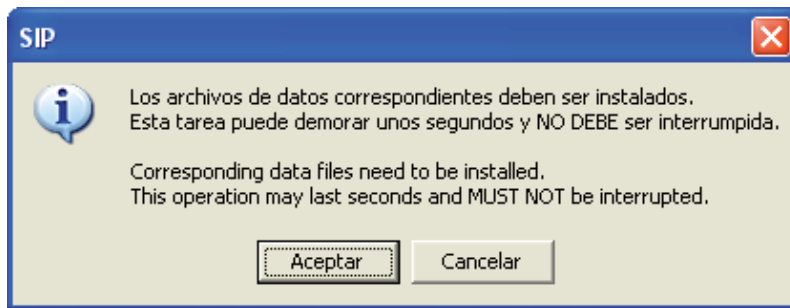 SIP
Los archivos de datos correspondientes deben ser instalados.
Esta tarea puede demorar unos segundos y NO DEBE ser interrumpida.
Corresponding data files need to be installed.
This operation may last seconds and MUST NOT be interrupted.
Aceptar
Cancelar